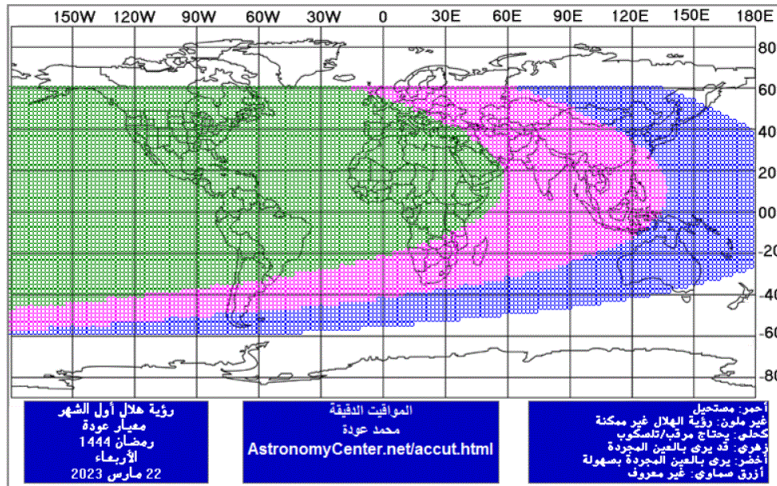 150W 120W 90W 60W 30W 0 30E 60E 90E 120E 150E 180E
80
60
40
20
00
-20
-40
-60
-80
رؤية هلال أول الشهر
معيار عودة
رمضان 1444
الأربعاء
22 مارس 2023
المواقيت الدقيقة
محمد عودة
AstronomyCenter.net/accut.html
أحمر: مستحيل
غير ملون: رؤية الهلال غير ممكنة
كحلي: يحتاج مرقب/تلسكوب
زهري: قد يرى بالعين المجردة
أخضر: يرى بالعين المجردة بسهولة
أزرق سماوي: غير معروف